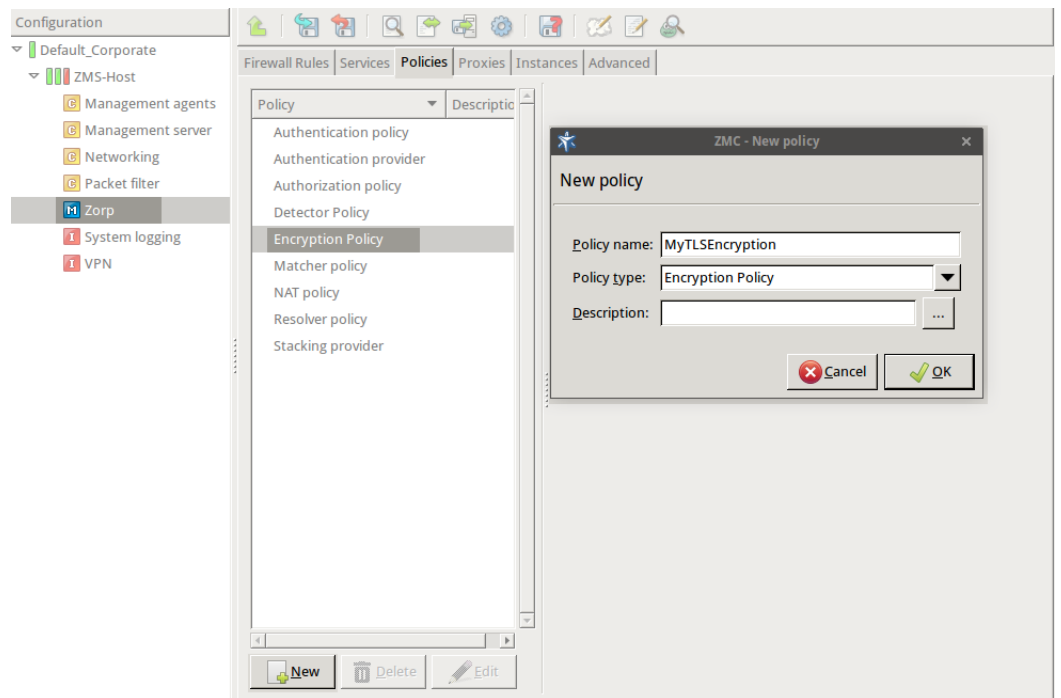 Configuration
Default_Corporate
ZMS-Host
Management agents
Management server
Networking
Packet filter
Zorp
System logging
VPN
Firewall Rules Services Policies Proxies Instances Advanced
Policy Descriptio
Authentication policy
Authentication provider
Authorization policy
Detector Policy
Encryption Policy
Matcher policy
NAT policy
Resolver policy
Stacking provider
New Delete Edit
ZMC - New policy
New policy
Policy name: MyTLSEncryption
Policy type: Encryption Policy
Description: ...
Cancel OK